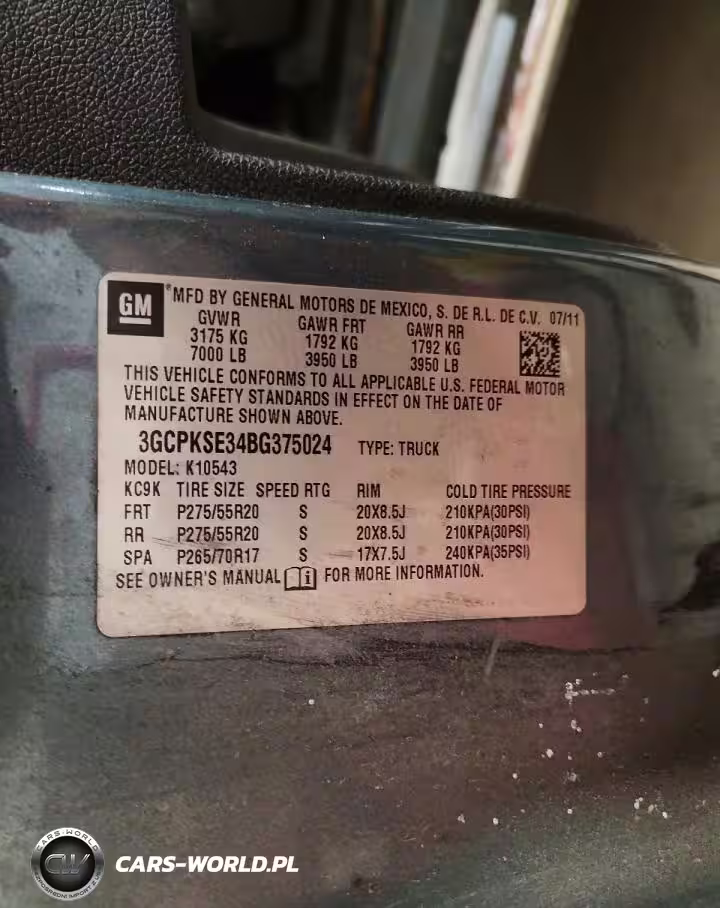 GM
®MFD BY GENERAL MOTORS DE MEXICO, S. DE R.L. DE C.V. 07/11
GVWR GAWR FRT GAWR RR
3175 KG 1792 KG 1792 KG
7000 LB 3950 LB 3950 LB
THIS VEHICLE CONFORMS TO ALL APPLICABLE U.S. FEDERAL MOTOR
VEHICLE SAFETY STANDARDS IN EFFECT ON THE DATE OF
MANUFACTURE SHOWN ABOVE.
3GCPKSE34BG375024 TYPE: TRUCK
MODEL: K10543
KC9K TIRE SIZE SPEED RTG RIM COLD TIRE PRESSURE
FRT P275/55R20 S 20X8.5J 210KPA(30PSI)
RR P275/55R20 S 20X8.5J 210KPA(30PSI)
SPA P265/70R17 S 17X7.5J 240KPA(35PSI)
SEE OWNER'S MANUAL FOR MORE INFORMATION.
CARS-WORLD
CW
CARS-WORLD.PL